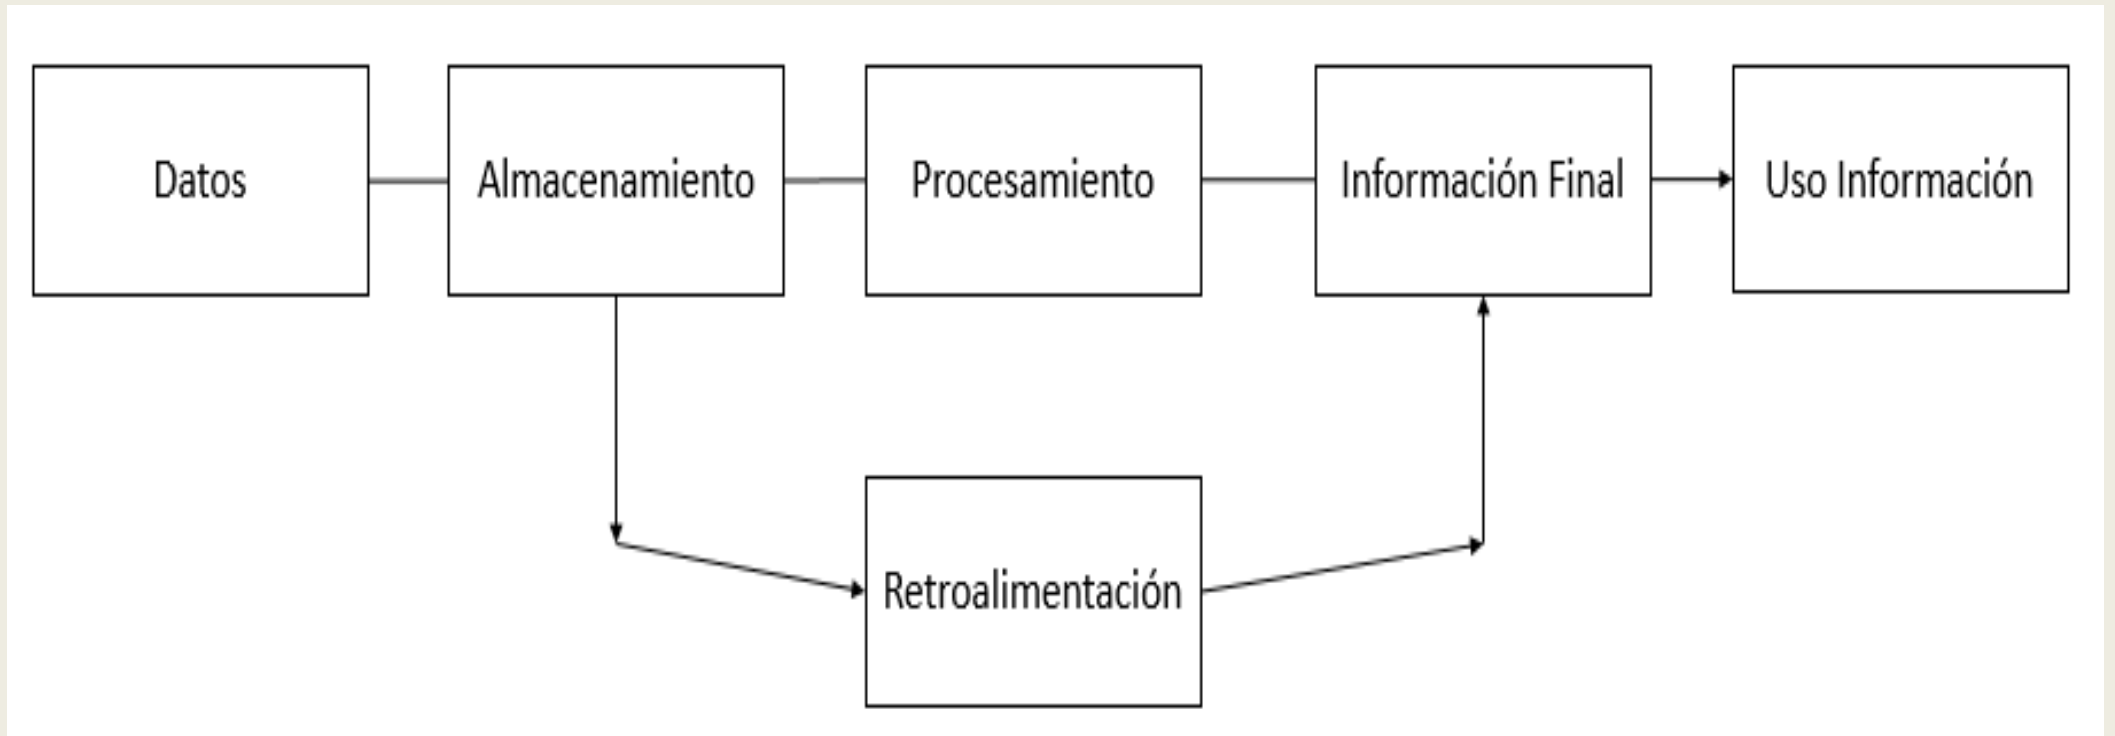 Datos
Almacenamiento
Procesamiento
Información Final
Uso Información
Retroalimentación